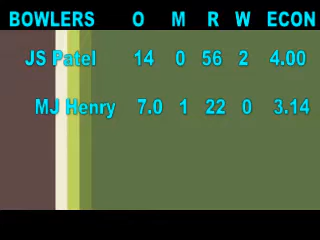 BOWLERS O M R W ECON
JS Patel 14 0 56 2 4.00
MJ Henry 7.0 1 22 0 3.14